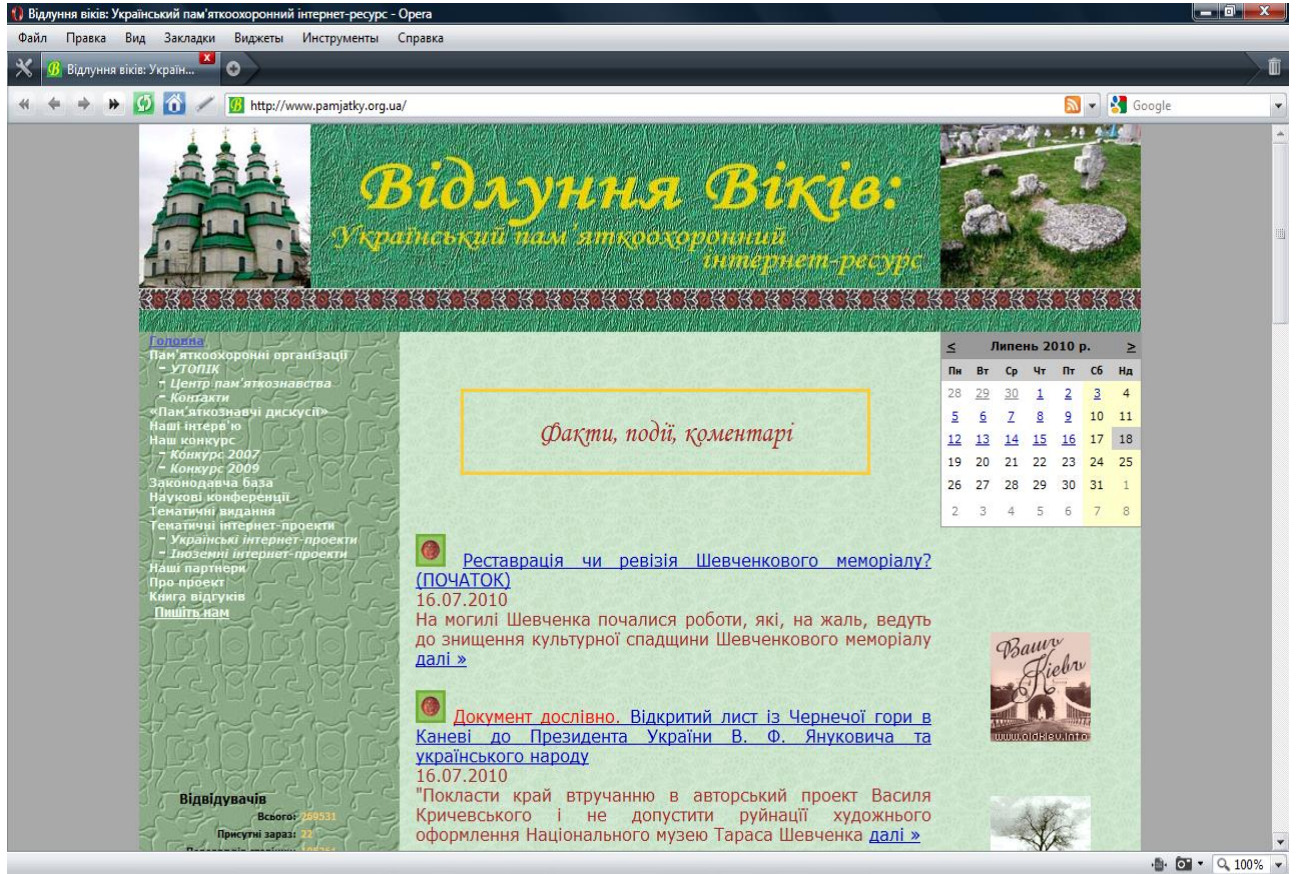 Відлуння віків: Український пам'яткоохоронний інтернет-ресурс - Opera
Файл Правка Вид Закладки Виджеты Инструменты Справка
Відлуння віків: Україн...
http://www.pamjatky.org.ua/
Google
Відлуння Віків:
Український пам'яткоохоронний
інтернет-ресурс
Головна
Пам'яткоохоронні організації
- УТОПІК
- Центр пам'яткознавства
- Контакти
«Пам'яткознавчі дискусії»
Наші інтерв'ю
Наш конкурс
- Конкурс 2007
- Конкурс 2009
Законодавча база
Наукові конференції
Тематичні видання
Тематичні інтернет-проекти
- Українські інтернет-проекти
- Іноземні інтернет-проекти
Наші партнери
Про проект
Книга відгуків
Пишіть нам
Відвідувачів
Всього: 269531
Присутні зараз: 22
Факти, події, коментарі
Реставрація чи ревізія Шевченкового меморіалу?
(ПОЧАТОК)
16.07.2010
На могилі Шевченка почалися роботи, які, на жаль, ведуть
до знищення культурної спадщини Шевченкового меморіалу
далі »
Документ дослівно. Відкритий лист із Чернечої гори в
Каневі до Президента України В. Ф. Януковича та
українського народу
16.07.2010
"Покласти край втручанню в авторський проект Василя
Кричевського і не допустити руйнації художнього
оформлення Національного музею Тараса Шевченка далі »
< Липень 2010 р. >
Пн Вт Ср Чт Пт Сб Нд
28 29 30 1 2 3 4
5 6 7 8 9 10 11
12 13 14 15 16 17 18
19 20 21 22 23 24 25
26 27 28 29 30 31 1
2 3 4 5 6 7 8
Вашъ
Кіевъ
www.oldkiev.info
100%